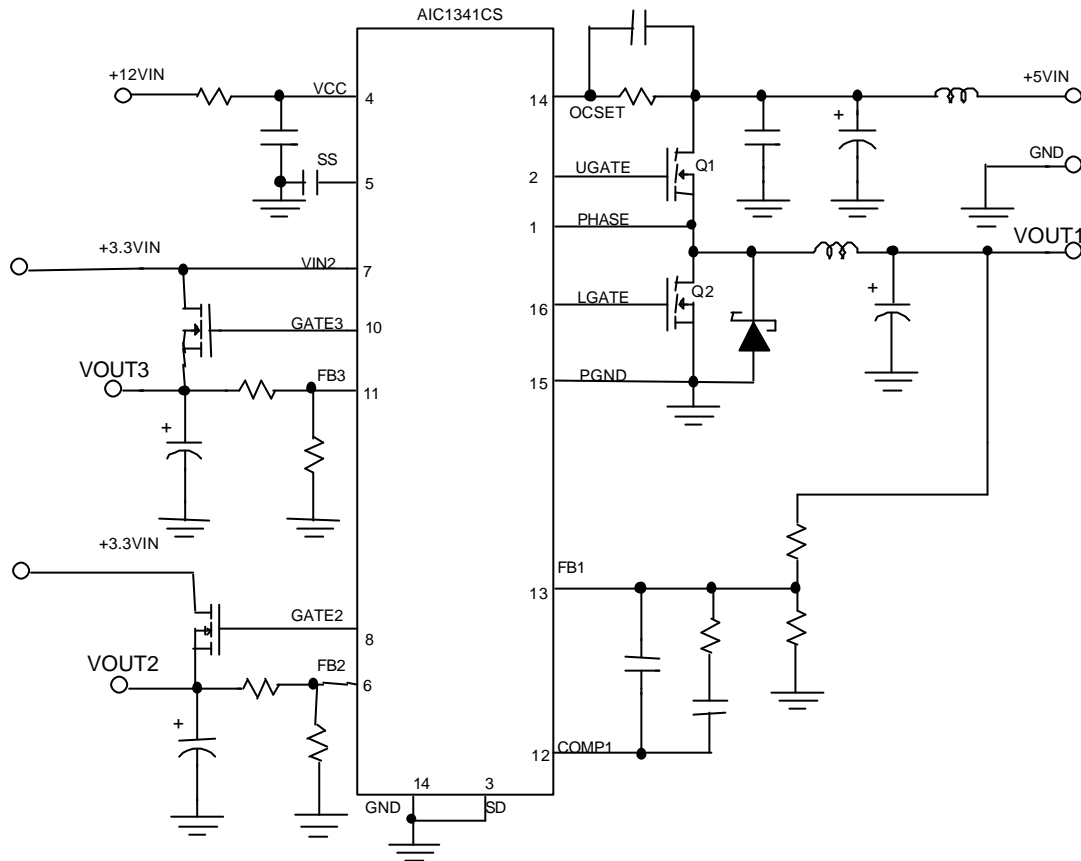 AIC1341CS
+12VIN
VCC
4
14
OCSET
+5VIN
+
SS
5
2
UGATE
Q1
GND
1
PHASE
VOUT1
+3.3VIN
VIN2
7
+
Q2
16
LGATE
GATE3
10
VOUT3
FB3
11
15
PGND
+
+3.3VIN
13
FB1
GATE2
8
VOUT2
FB2
6
+
12
COMP1
14
3
GND
SD